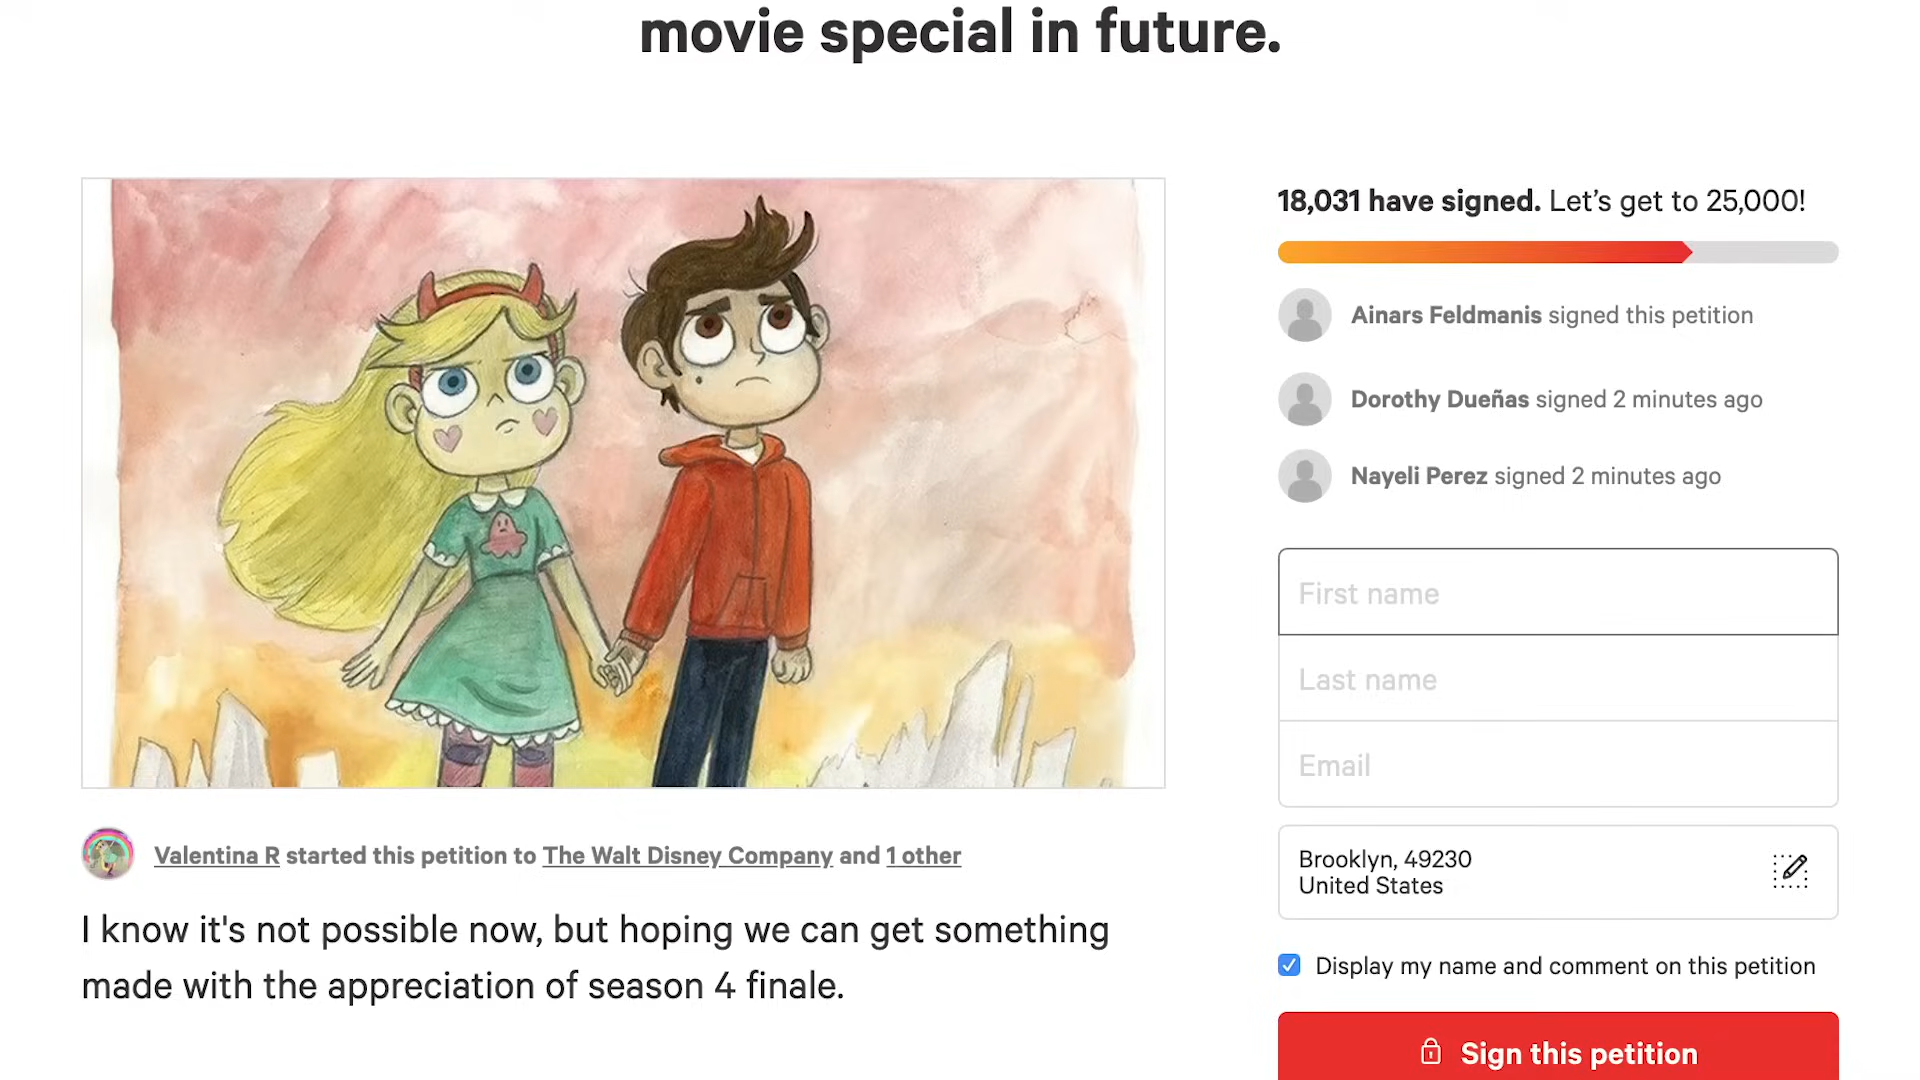 movie special in future.
18,031 have signed. Let's get to 25,000!
Ainars Feldmanis signed this petition
Dorothy Dueñas signed 2 minutes ago
Nayeli Perez signed 2 minutes ago
First name
Last name
Email
Brooklyn, 49230
United States
Display my name and comment on this petition
Sign this petition
Valentina R started this petition to The Walt Disney Company and 1 other
I know it's not possible now, but hoping we can get something
made with the appreciation of season 4 finale.